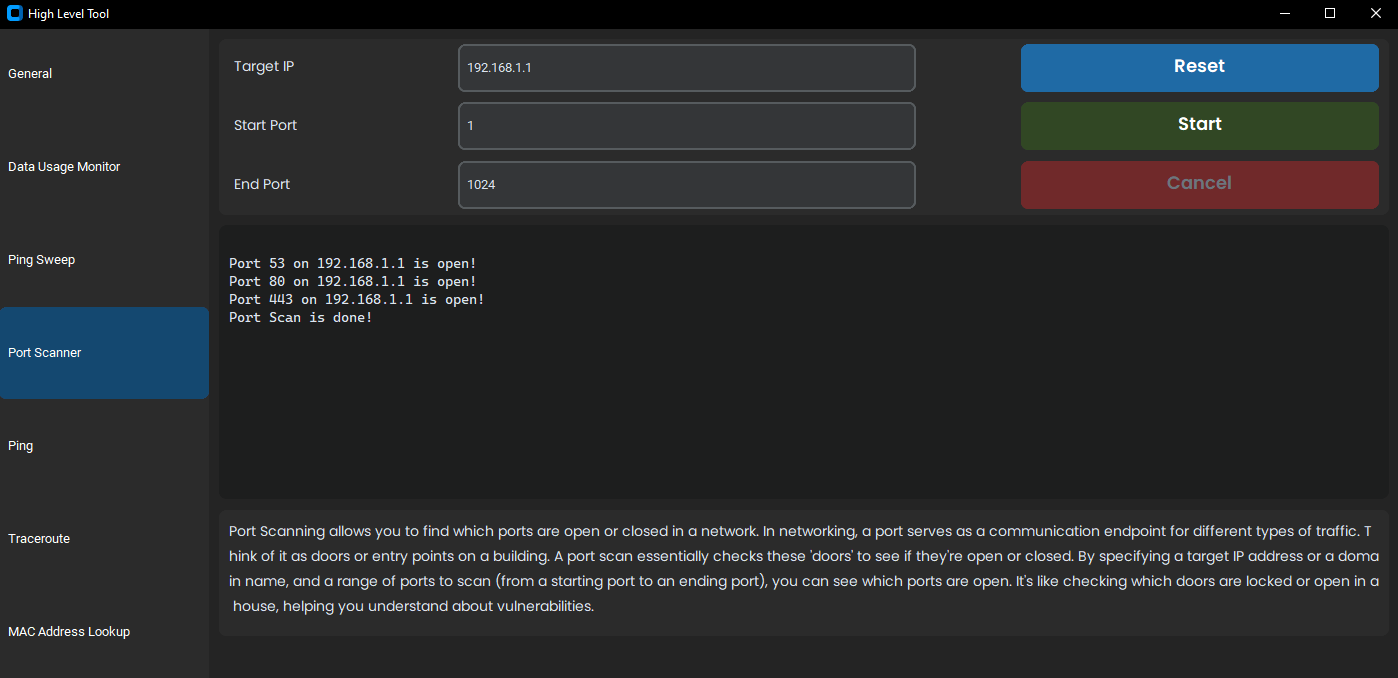 High Level Tool
General
Data Usage Monitor
Ping Sweep
Port Scanner
Ping
Traceroute
MAC Address Lookup
Target IP
192.168.1.1
Reset
Start Port
1
Start
End Port
1024
Cancel
Port 53 on 192.168.1.1 is open!
Port 80 on 192.168.1.1 is open!
Port 443 on 192.168.1.1 is open!
Port Scan is done!
Port Scanning allows you to find which ports are open or closed in a network. In networking, a port serves as a communication endpoint for different types of traffic. T
hink of it as doors or entry points on a building. A port scan essentially checks these 'doors' to see if they're open or closed. By specifying a target IP address or a doma
in name, and a range of ports to scan (from a starting port to an ending port), you can see which ports are open. It's like checking which doors are locked or open in a
house, helping you understand about vulnerabilities.